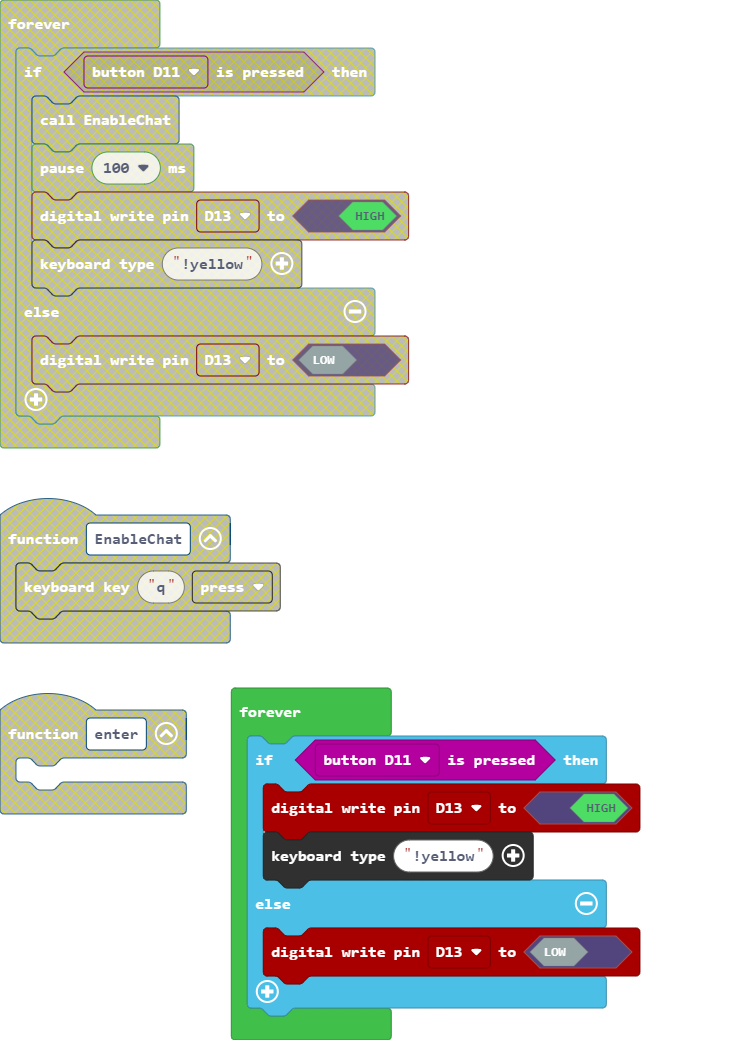 forever
if button D11 is pressed then
call EnableChat
pause 100 ms
digital write pin D13 to HIGH
keyboard type "!yellow"
else
digital write pin D13 to LOW
function EnableChat
keyboard key "q" press
function enter
forever
if button D11 is pressed then
digital write pin D13 to HIGH
keyboard type "!yellow"
else
digital write pin D13 to LOW